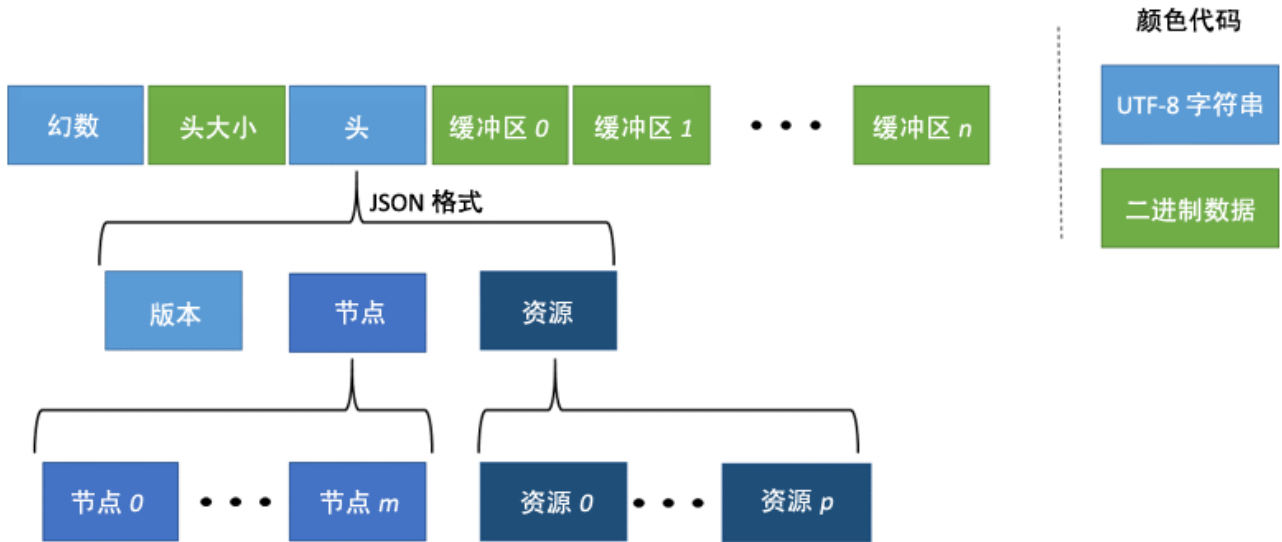 颜色代码
UTF-8 字符串
二进制数据
幻数 头大小 头 缓冲区 0 缓冲区 1 ••• 缓冲区 n
JSON 格式
版本 节点 资源
节点 0 ••• 节点 m 资源 0 ••• 资源 p